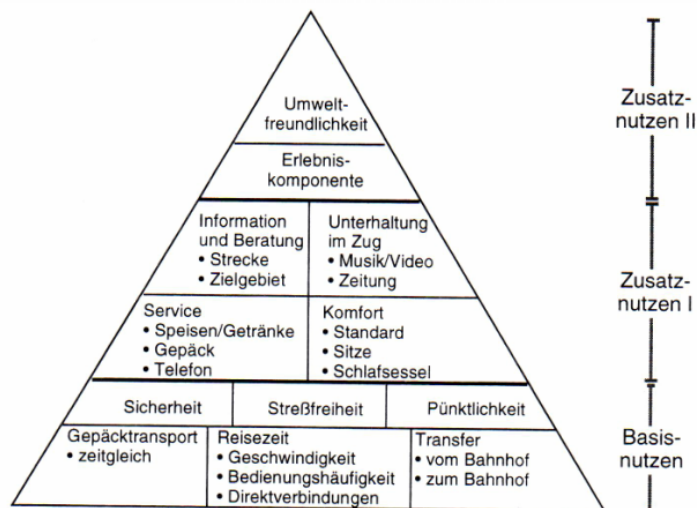 Umwelt-
freundlichkeit
Erlebnis-
komponente
Information
und Beratung
• Strecke
• Zielgebiet
Unterhaltung
im Zug
• Musik/Video
• Zeitung
Service
• Speisen/Getränke
• Gepäck
• Telefon
Komfort
• Standard
• Sitze
• Schlafsessel
Sicherheit
Streßfreiheit
Pünktlichkeit
Gepäcktransport
• zeitgleich
Reisezeit
• Geschwindigkeit
• Bedienungshäufigkeit
• Direktverbindungen
Transfer
• vom Bahnhof
• zum Bahnhof
Zusatz-
nutzen II
Zusatz-
nutzen I
Basis-
nutzen